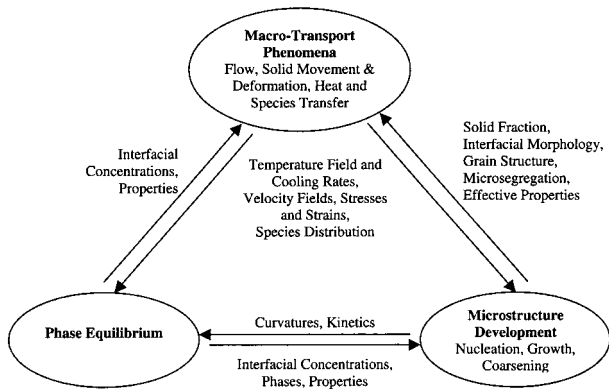 Macro-Transport
Phenomena
Flow, Solid Movement &
Deformation, Heat and
Species Transfer
Interfacial
Concentrations,
Properties
Temperature Field and
Cooling Rates,
Velocity Fields, Stresses
and Strains,
Species Distribution
Solid Fraction,
Interfacial Morphology,
Grain Structure,
Microsegregation,
Effective Properties
Phase Equilibrium
Curvatures, Kinetics
Interfacial Concentrations,
Phases, Properties
Microstructure
Development
Nucleation, Growth,
Coarsening